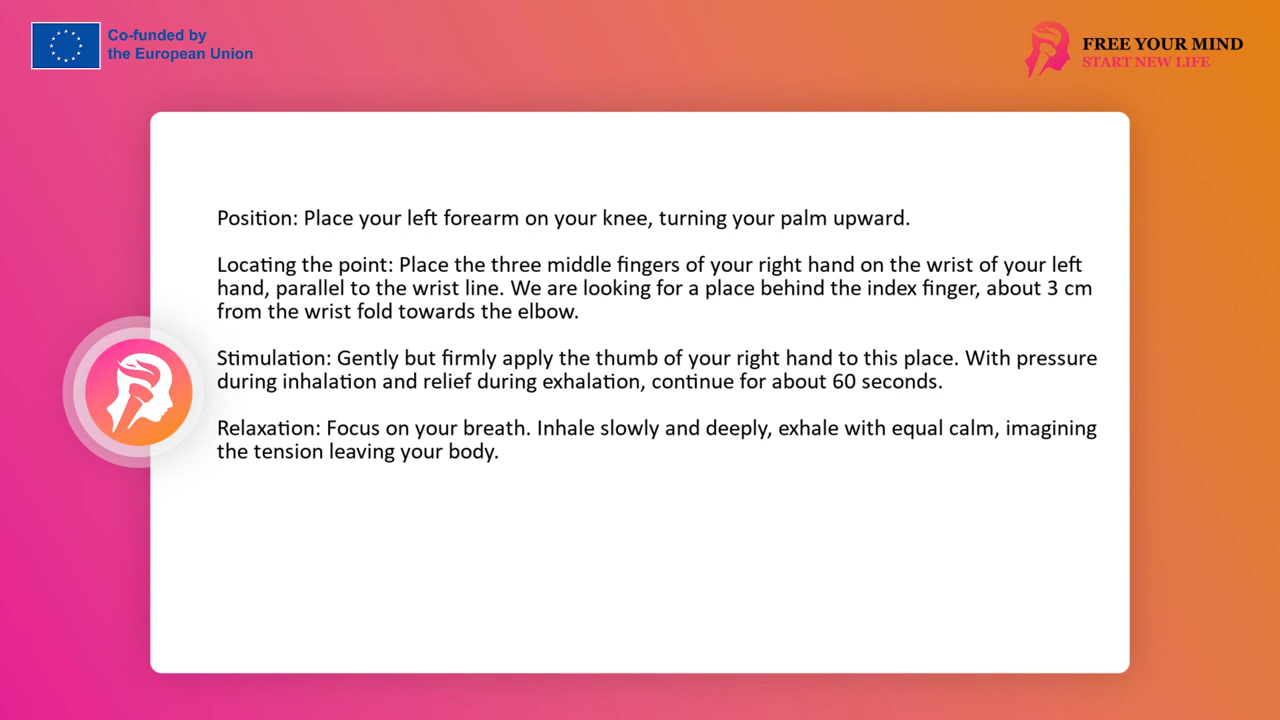 Co-funded by
the European Union
FREE YOUR MIND
START NEW LIFE
Position: Place your left forearm on your knee, turning your palm upward.
Locating the point: Place the three middle fingers of your right hand on the wrist of your left
hand, parallel to the wrist line. We are looking for a place behind the index finger, about 3 cm
from the wrist fold towards the elbow.
Stimulation: Gently but firmly apply the thumb of your right hand to this place. With pressure
during inhalation and relief during exhalation, continue for about 60 seconds.
Relaxation: Focus on your breath. Inhale slowly and deeply, exhale with equal calm, imagining
the tension leaving your body.